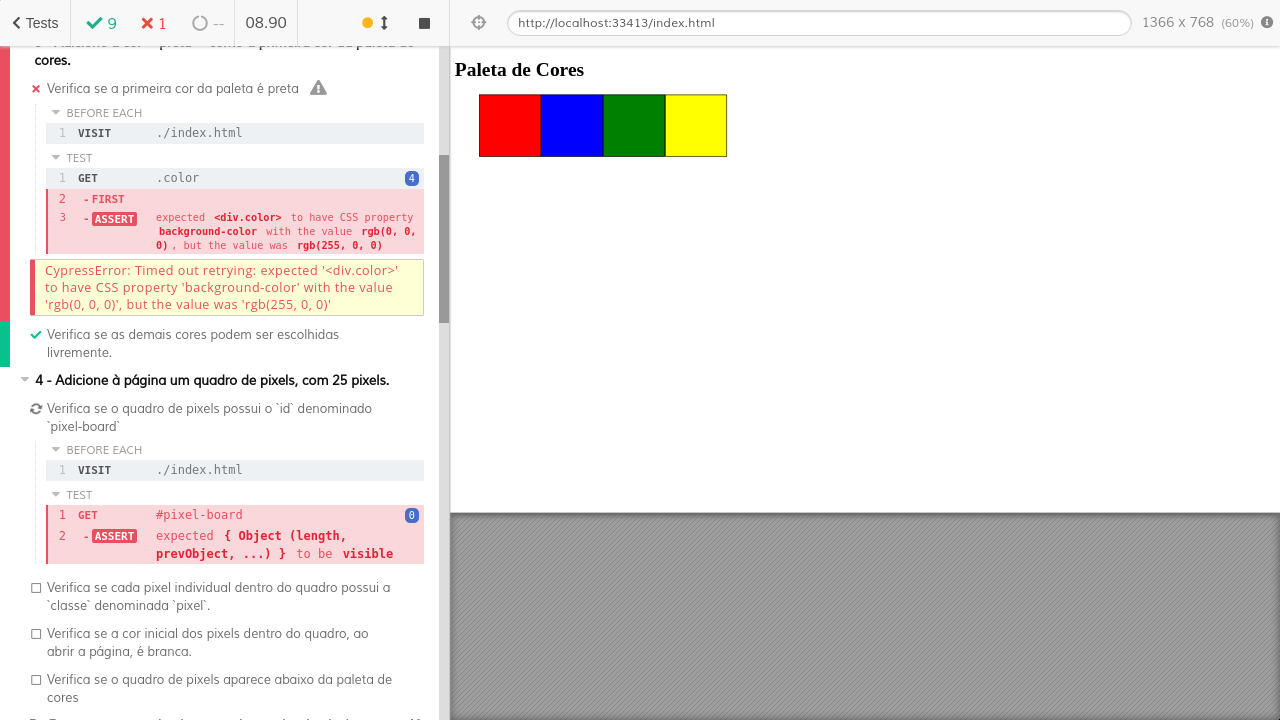 Tests 9 1 -- 08.90
http://localhost:33413/index.html 1366 x 768 (60%)
cores.
Verifica se a primeira cor da paleta é preta
BEFORE EACH
1 VISIT ./index.html
TEST
1 GET .color 4
2 - FIRST
3 - ASSERT expected <div.color> to have CSS property
background-color with the value rgb(0, 0,
0) , but the value was rgb(255, 0, 0)
CypressError: Timed out retrying: expected '<div.color>'
to have CSS property 'background-color' with the value
'rgb(0, 0, 0)', but the value was 'rgb(255, 0, 0)'
Verifica se as demais cores podem ser escolhidas
livremente.
4 - Adicione à página um quadro de pixels, com 25 pixels.
Verifica se o quadro de pixels possui o `id` denominado
`pixel-board`
BEFORE EACH
1 VISIT ./index.html
TEST
1 GET #pixel-board 0
2 - ASSERT expected { Object (length,
prevObject, ...) } to be visible
Verifica se cada pixel individual dentro do quadro possui a
`classe` denominada `pixel`.
Verifica se a cor inicial dos pixels dentro do quadro, ao
abrir a página, é branca.
Verifica se o quadro de pixels aparece abaixo da paleta de
cores
Paleta de Cores